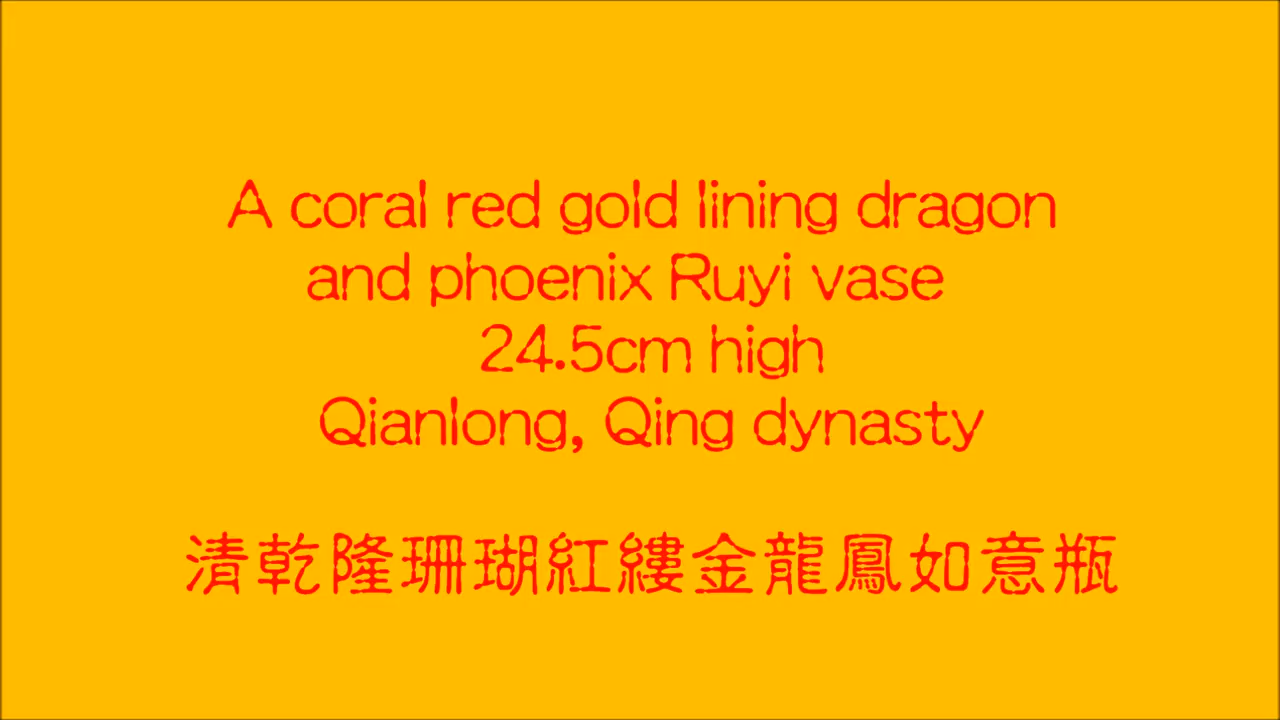 A coral red gold lining dragon
and phoenix Ruyi vase
24.5cm high
Qianlong, Qing dynasty
清乾隆珊瑚紅縷金龍鳳如意瓶